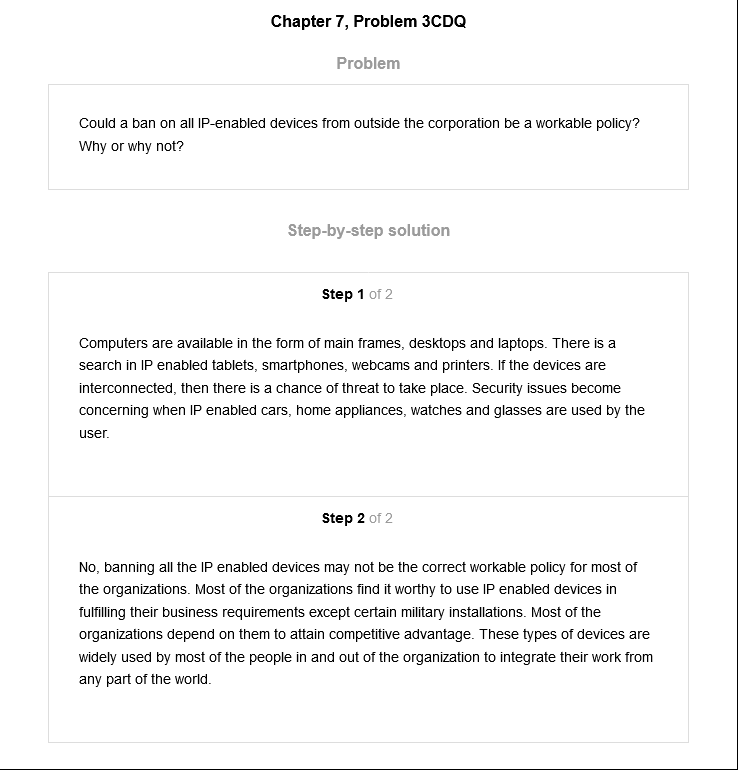 Chapter 7, Problem 3CDQ
Problem
Could a ban on all IP-enabled devices from outside the corporation be a workable policy?
Why or why not?
Step-by-step solution
Step 1 of 2
Computers are available in the form of main frames, desktops and laptops. There is a
search in IP enabled tablets, smartphones, webcams and printers. If the devices are
interconnected, then there is a chance of threat to take place. Security issues become
concerning when IP enabled cars, home appliances, watches and glasses are used by the
user.
Step 2 of 2
No, banning all the IP enabled devices may not be the correct workable policy for most of
the organizations. Most of the organizations find it worthy to use IP enabled devices in
fulfilling their business requirements except certain military installations. Most of the
organizations depend on them to attain competitive advantage. These types of devices are
widely used by most of the people in and out of the organization to integrate their work from
any part of the world.